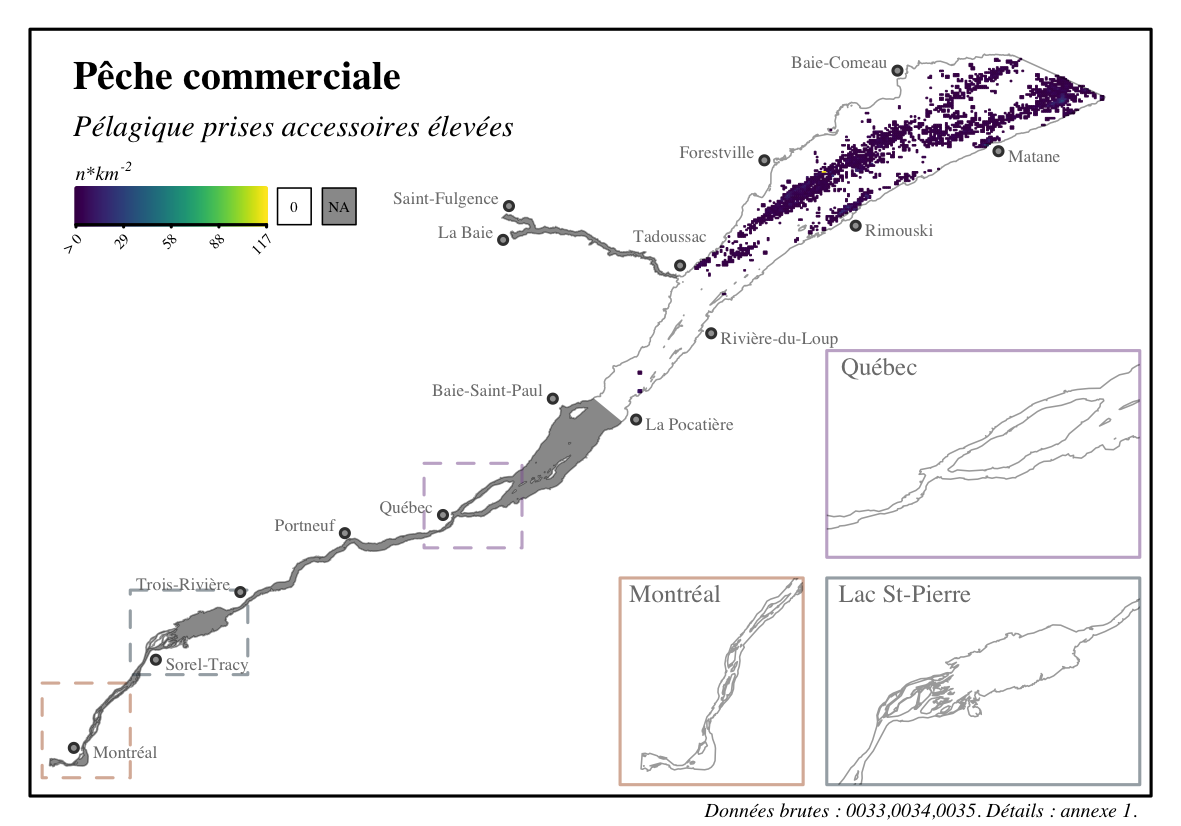 Pêche commerciale
Pélagique prises accessoires élevées
n*km-2
0
NA
> 0
29
58
88
117
Baie-Comeau
Forestville
Matane
Saint-Fulgence
La Baie
Tadoussac
Rimouski
Rivière-du-Loup
Baie-Saint-Paul
La Pocatière
Québec
Portneuf
Trois-Rivière
Sorel-Tracy
Montréal
Québec
Montréal
Lac St-Pierre
Données brutes : 0033,0034,0035. Détails : annexe 1.